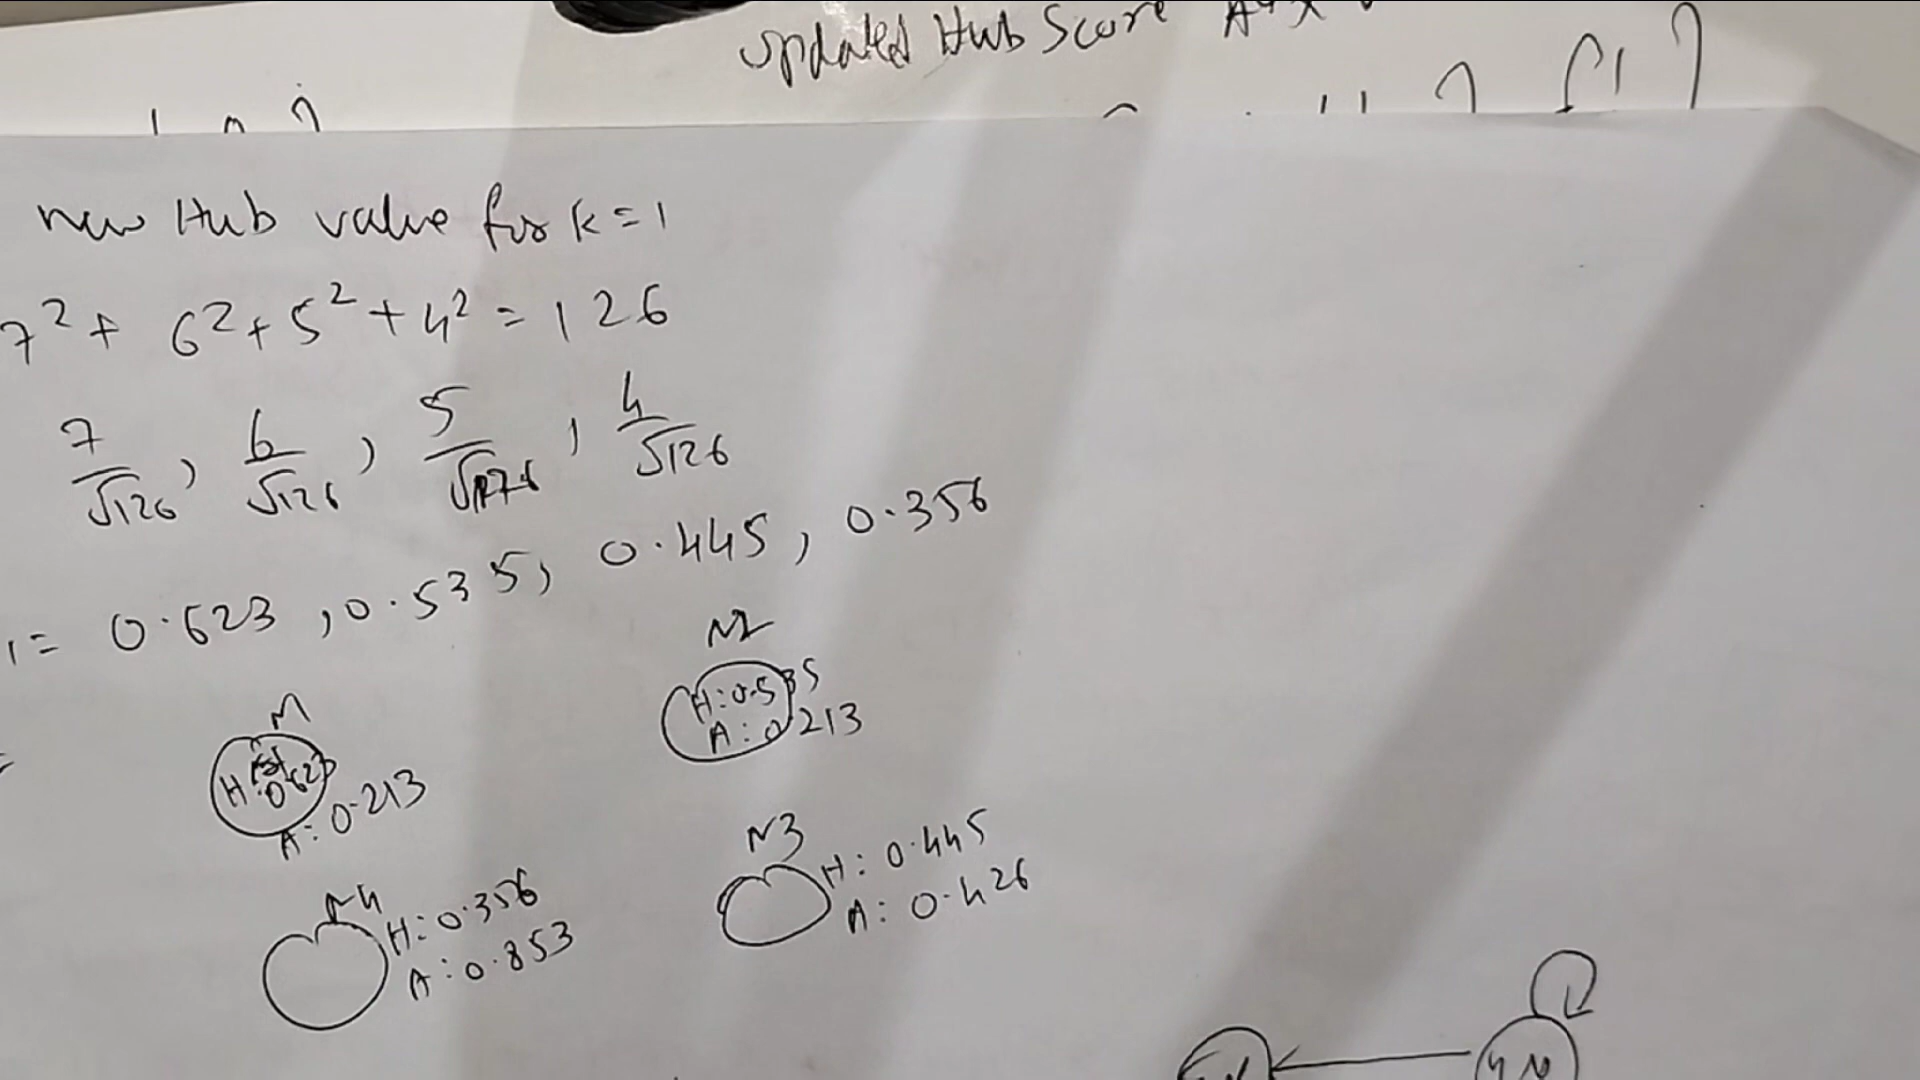 updated Hub Score
new Hub value for k=1
7² + 6² + 5² + 4² = 126
7/√126, 6/√126, 5/√126, 4/√126
1 = 0.623, 0.535, 0.445, 0.356
N2
H: 0.535
A: 0.213
H: 0.623
A: 0.213
N3
H: 0.445
A: 0.426
N4
H: 0.356
A: 0.853